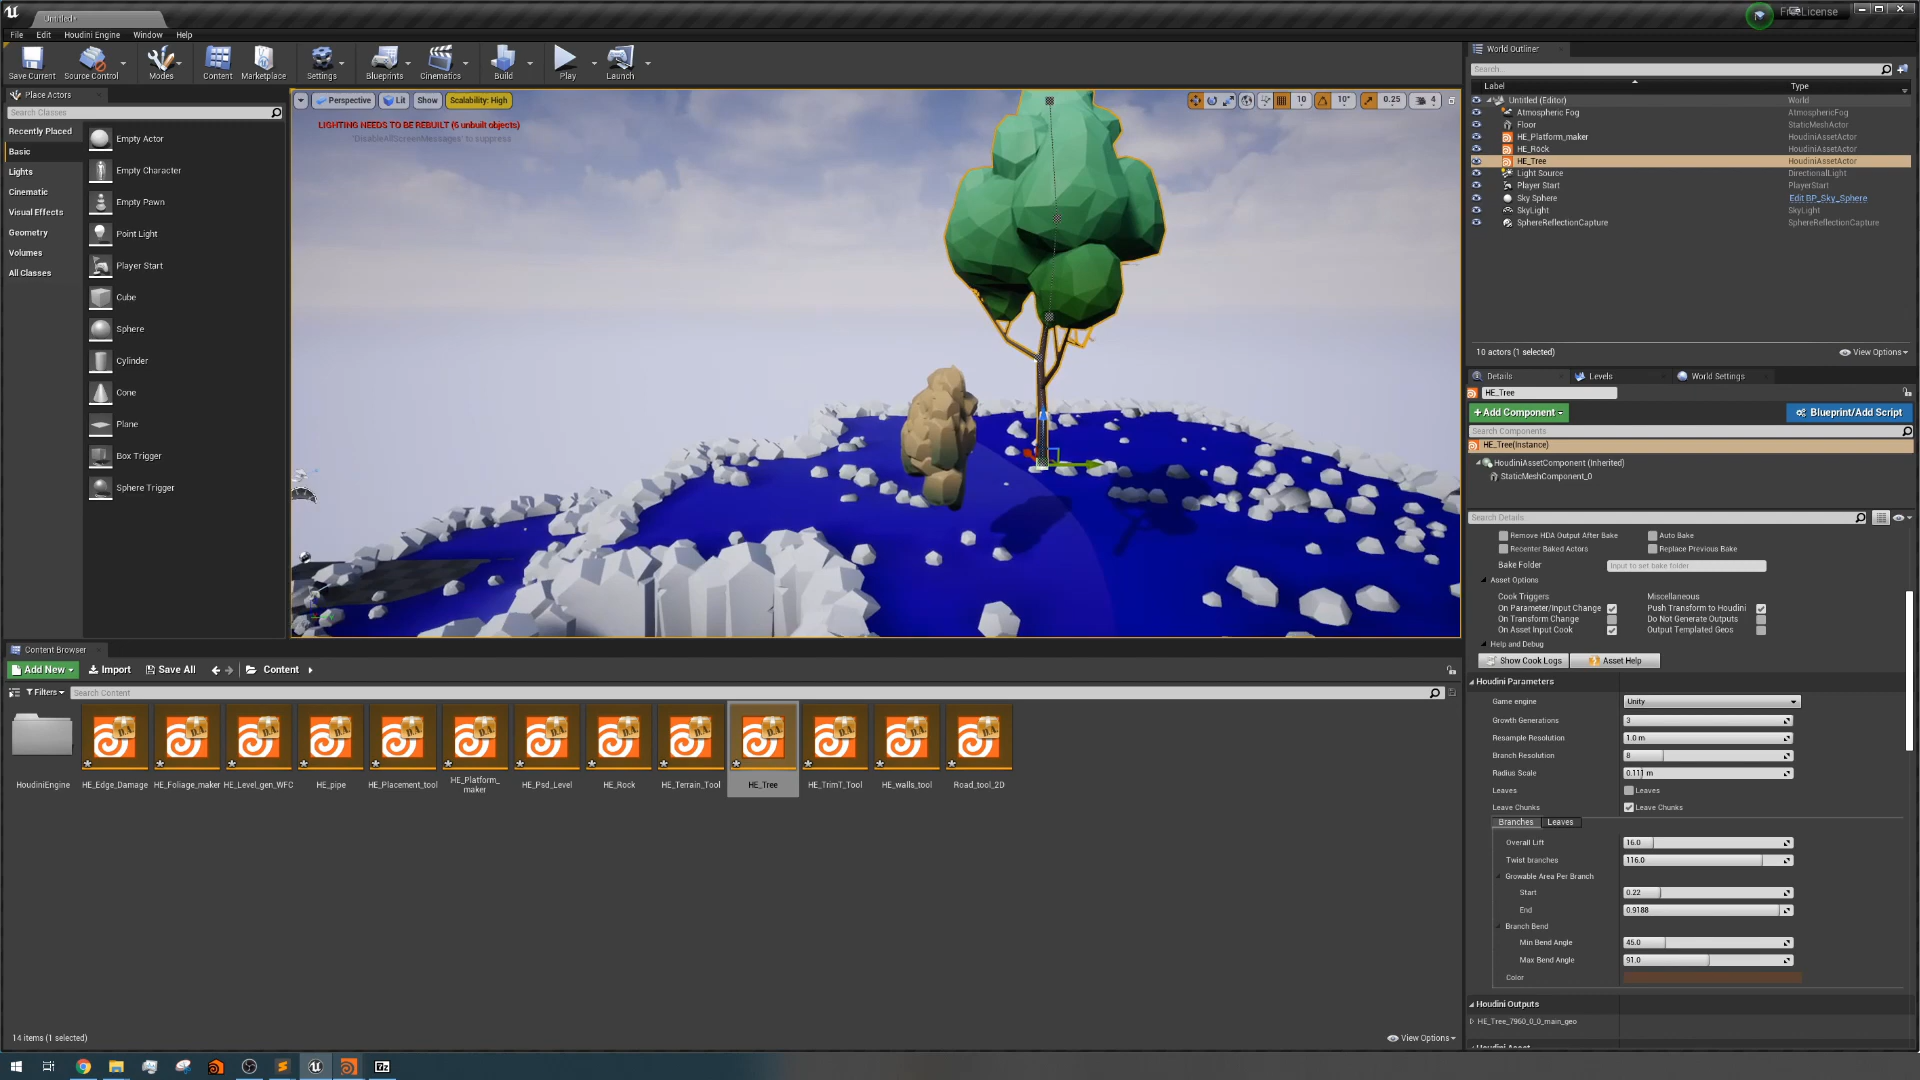 Untitled*
FreeLicense
File Edit Houdini Engine Window Help
Save Current Source Control Modes Content Marketplace Settings Blueprints Cinematics Build Play Launch
Place Actors
Search Classes
Recently Placed
Basic
Lights
Cinematic
Visual Effects
Geometry
Volumes
All Classes
Empty Actor
Empty Character
Empty Pawn
Point Light
Player Start
Cube
Sphere
Cylinder
Cone
Plane
Box Trigger
Sphere Trigger
Perspective Lit Show Scalability: High
10 10° 0.25 4
LIGHTING NEEDS TO BE REBUILT (6 unbuilt objects)
'DisableAllScreenMessages' to suppress
World Outliner
Search...
Label Type
Untitled (Editor) World
Atmospheric Fog AtmosphericFog
Floor StaticMeshActor
HE_Platform_maker HoudiniAssetActor
HE_Rock HoudiniAssetActor
HE_Tree HoudiniAssetActor
Light Source DirectionalLight
Player Start PlayerStart
Sky Sphere Edit BP_Sky_Sphere
SkyLight SkyLight
SphereReflectionCapture SphereReflectionCapture
10 actors (1 selected) View Options
Details Levels World Settings
HE_Tree
+Add Component Blueprint/Add Script
Search Components
HE_Tree(Instance)
HoudiniAssetComponent (Inherited)
StaticMeshComponent_0
Search Details
Remove HDA Output After Bake Auto Bake
Recenter Baked Actors Replace Previous Bake
Bake Folder Input to set bake folder
Asset Options
Cook Triggers Miscellaneous
On Parameter/Input Change Push Transform to Houdini
On Transform Change Do Not Generate Outputs
On Asset Input Cook Output Templated Geos
Help and Debug
Show Cook Logs Asset Help
Houdini Parameters
Game engine Unity
Growth Generations 3
Resample Resolution 1.0 m
Branch Resolution 8
Radius Scale 0.111 m
Leaves Leaves
Leave Chunks Leave Chunks
Branches Leaves
Overall Lift 16.0
Twist branches 116.0
Growable Area Per Branch
Start 0.22
End 0.9188
Branch Bend
Min Bend Angle 45.0
Max Bend Angle 91.0
Color
Houdini Outputs
HE_Tree_7960_0_0_main_geo
Houdini Asset
Content Browser
Add New Import Save All Content
Filters Search Content
HoudiniEngine HE_Edge_Damage HE_Foliage_maker HE_Level_gen_WFC HE_pipe HE_Placement_tool HE_Platform_maker HE_Psd_Level HE_Rock HE_Terrain_Tool HE_Tree HE_TrimT_Tool HE_walls_tool Road_tool_2D
14 items (1 selected) View Options